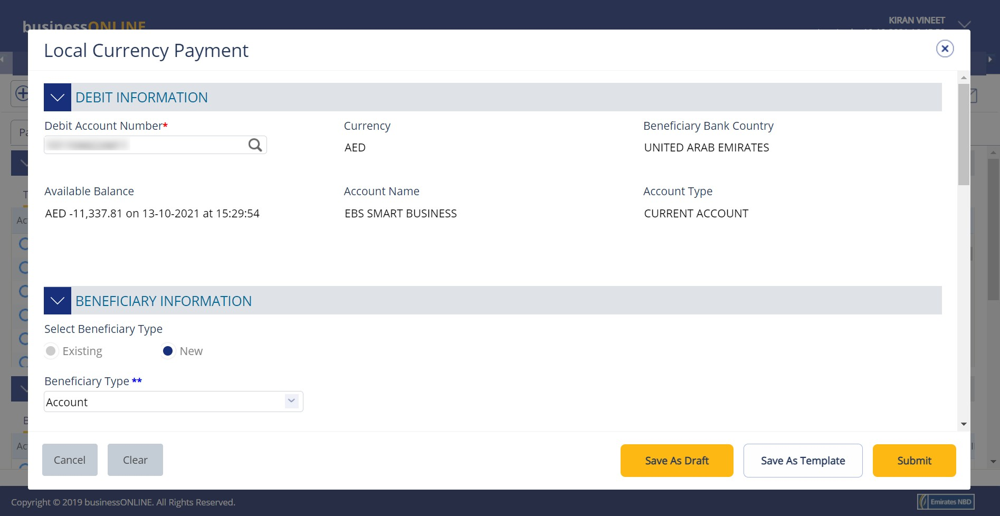 businessONLINE
KIRAN VINEET
Local Currency Payment
DEBIT INFORMATION
Debit Account Number*
Currency
Beneficiary Bank Country
AED
UNITED ARAB EMIRATES
Available Balance
Account Name
Account Type
AED -11,337.81 on 13-10-2021 at 15:29:54
EBS SMART BUSINESS
CURRENT ACCOUNT
BENEFICIARY INFORMATION
Select Beneficiary Type
Existing
New
Beneficiary Type **
Account
Cancel
Clear
Save As Draft
Save As Template
Submit
Copyright © 2019 businessONLINE. All Rights Reserved.
Emirates NBD